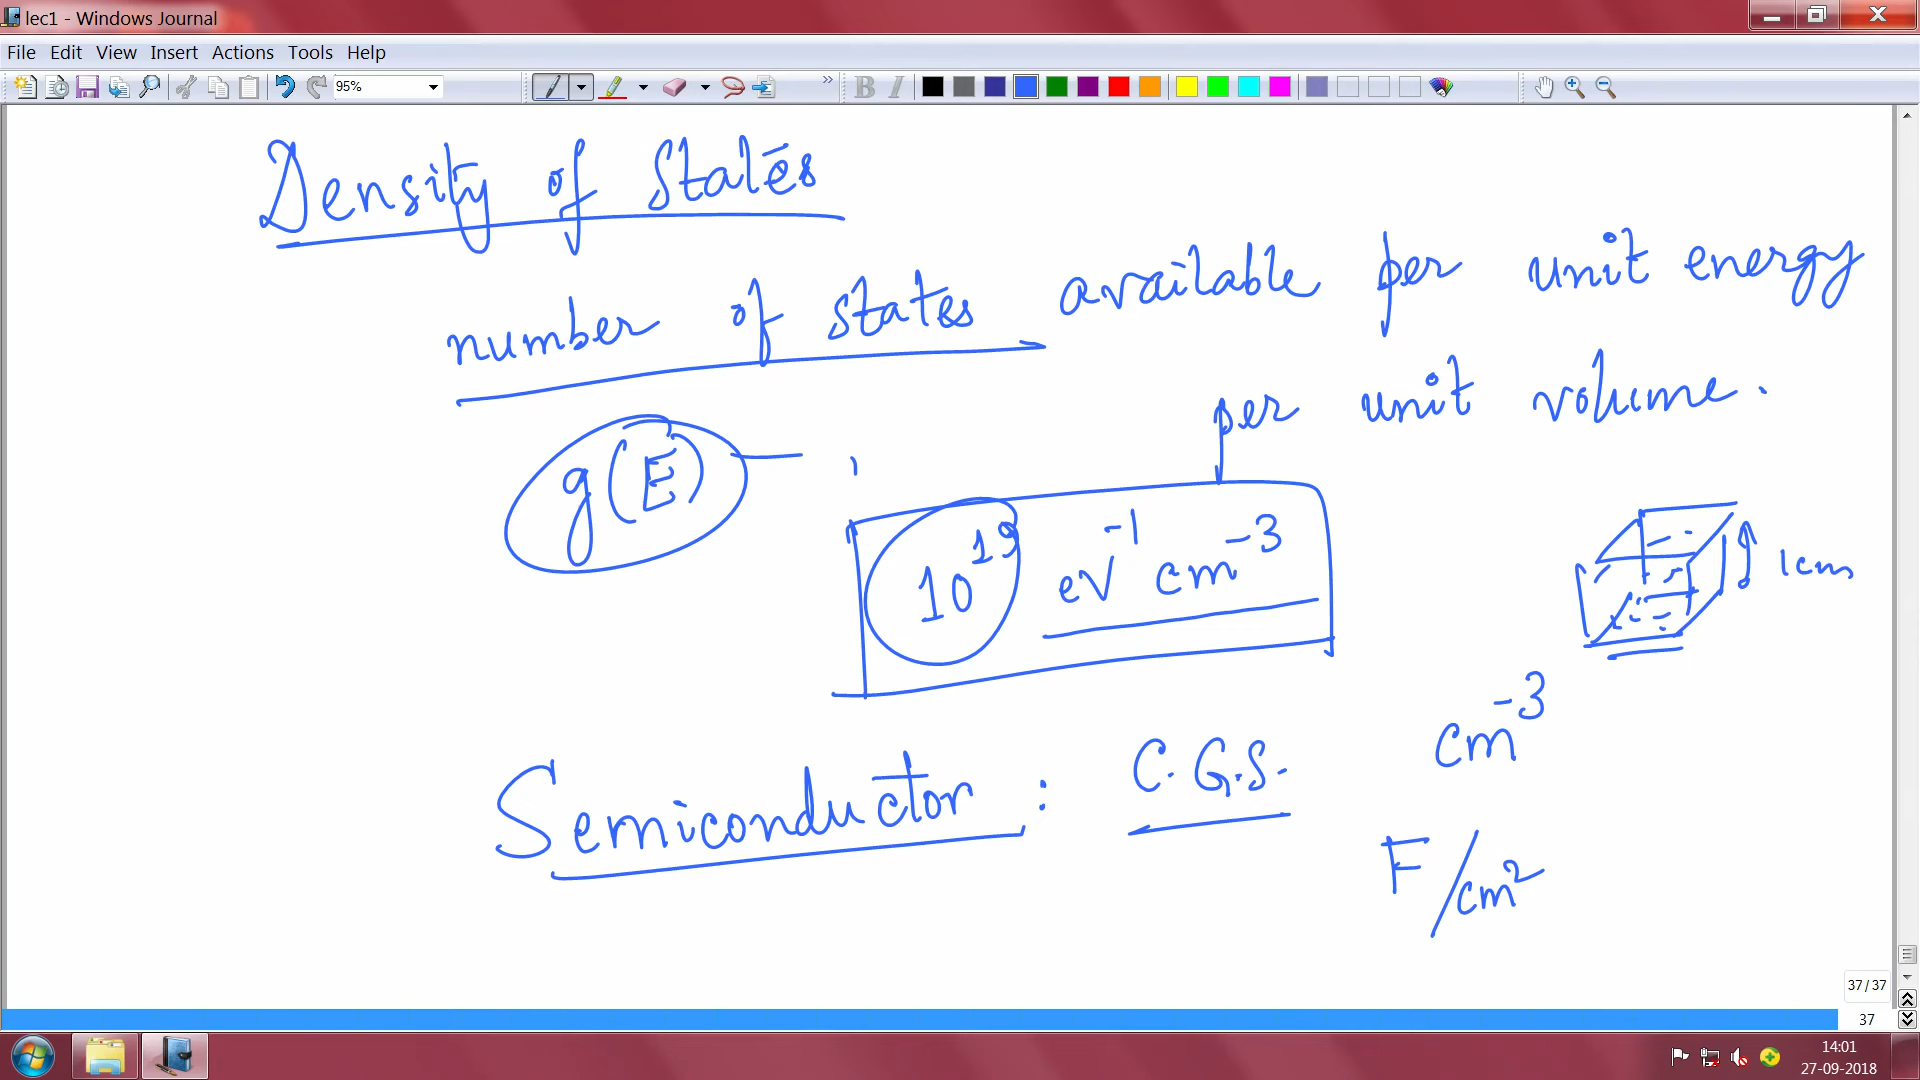 lec1 - Windows Journal
File Edit View Insert Actions Tools Help
95%
Density of states
number of states available per unit energy
per unit volume.
g(E)
10^19 eV^-1 cm^-3
1cm
cm^-3
Semiconductor : C.G.S.
F/cm^2
37 / 37
37
14:01
27-09-2018